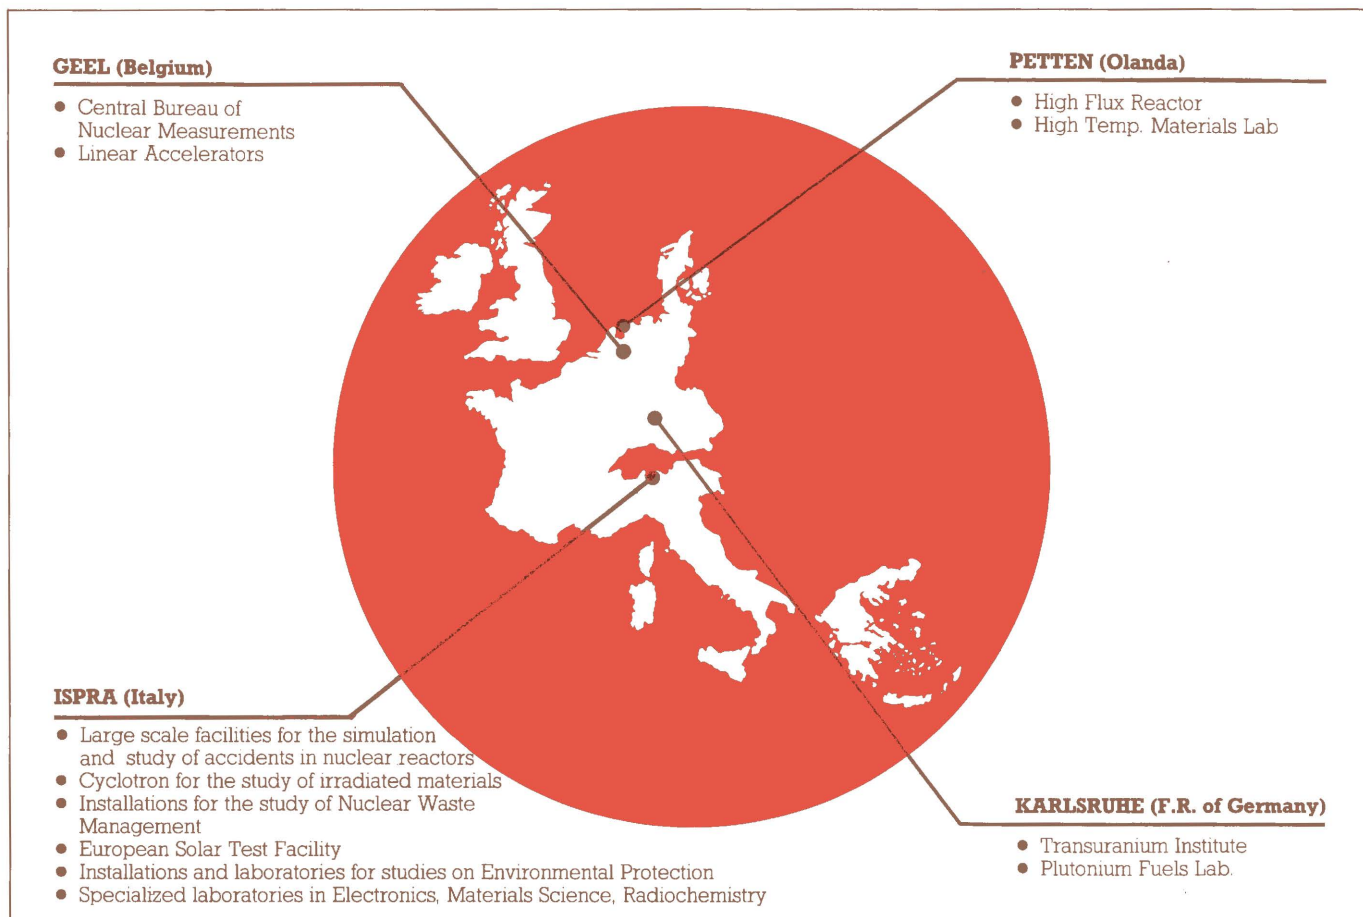 GEEL (Belgium)
● Central Bureau of
Nuclear Measurements
● Linear Accelerators
PETTEN (Olanda)
● High Flux Reactor
● High Temp. Materials Lab
ISPRA (Italy)
● Large scale facilities for the simulation
and study of accidents in nuclear reactors
● Cyclotron for the study of irradiated materials
● Installations for the study of Nuclear Waste
Management
● European Solar Test Facility
● Installations and laboratories for studies on Environmental Protection
● Specialized laboratories in Electronics, Materials Science, Radiochemistry
KARLSRUHE (F.R. of Germany)
● Transuranium Institute
● Plutonium Fuels Lab.